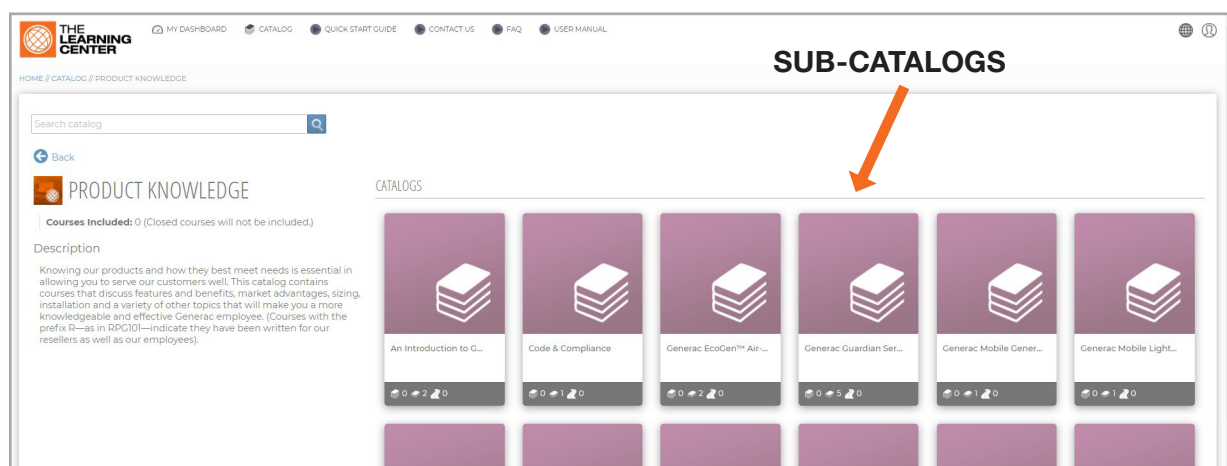 THE
LEARNING
CENTER
MY DASHBOARD CATALOG QUICK START GUIDE CONTACT US FAQ USER MANUAL
SUB-CATALOGS
HOME // CATALOG // PRODUCT KNOWLEDGE
Search catalog
Back
PRODUCT KNOWLEDGE
Courses Included: 0 (Closed courses will not be included.)
Description
Knowing our products and how they best meet needs is essential in
allowing you to serve our customers well. This catalog contains
courses that discuss features and benefits, market advantages, sizing,
installation and a variety of other topics that will make you a more
knowledgeable and effective Generac employee. (Courses with the
prefix R—as in RPG101—indicate they have been written for our
resellers as well as our employees).
CATALOGS
An Introduction to G...
0 2 0
Code & Compliance
0 1 0
Generac EcoGen™ Air-...
0 2 0
Generac Guardian Ser...
0 5 0
Generac Mobile Gener...
0 1 0
Generac Mobile Light...
0 1 0